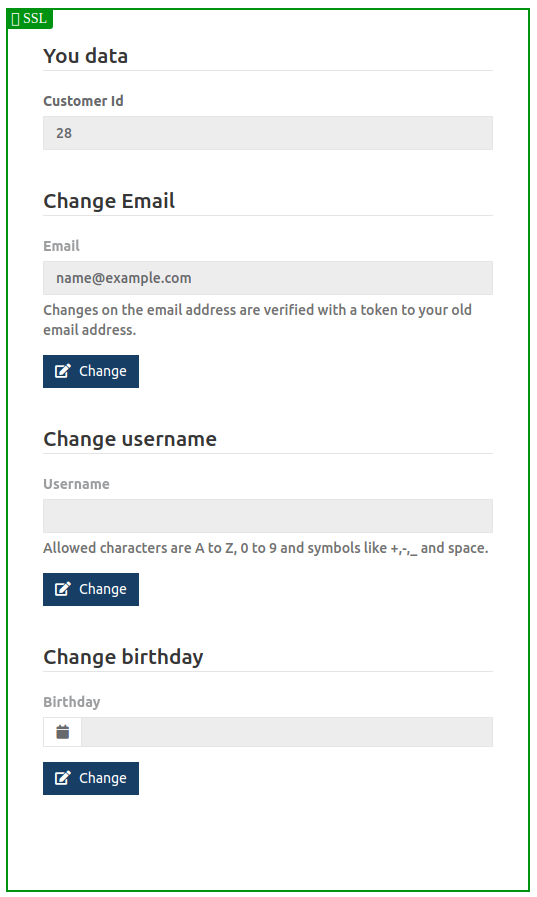 SSL
You data
Customer Id
28
Change Email
Email
name@example.com
Changes on the email address are verified with a token to your old
email address.
Change
Change username
Username
Allowed characters are A to Z, 0 to 9 and symbols like +,-,_ and space.
Change
Change birthday
Birthday
Change